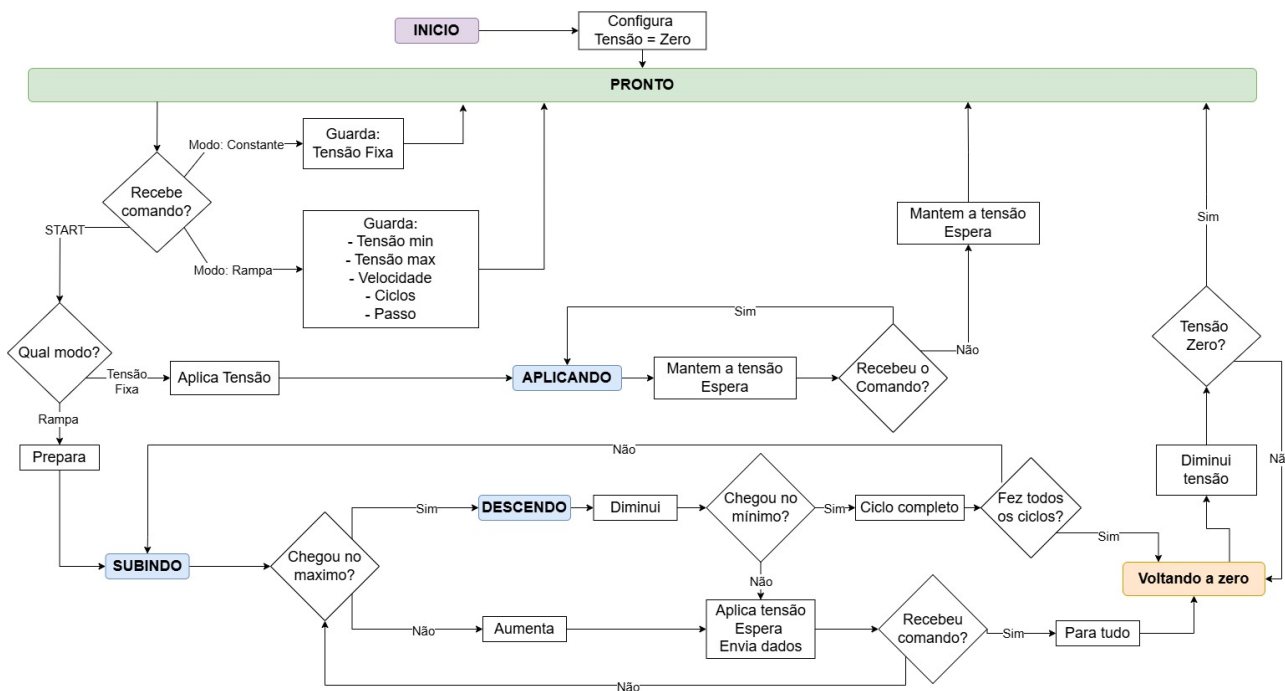 INICIO
Configura
Tensão = Zero
PRONTO
Recebe
comando?
Modo: Constante
Guarda:
Tensão Fixa
START
Modo: Rampa
Guarda:
- Tensão min
- Tensão max
- Velocidade
- Ciclos
- Passo
Mantem a tensão
Espera
Sim
Tensão
Zero?
Qual modo?
Tensão
Fixa
Aplica Tensão
APLICANDO
Sim
Mantem a tensão
Espera
Recebeu o
Comando?
Não
Rampa
Prepara
Não
Diminui
tensão
Nã
SUBINDO
Chegou no
maximo?
Sim
DESCENDO
Diminui
Chegou no
mínimo?
Sim
Ciclo completo
Fez todos
os ciclos?
Sim
Voltando a zero
Não
Não
Aumenta
Aplica tensão
Espera
Envia dados
Recebeu
comando?
Sim
Para tudo
Não